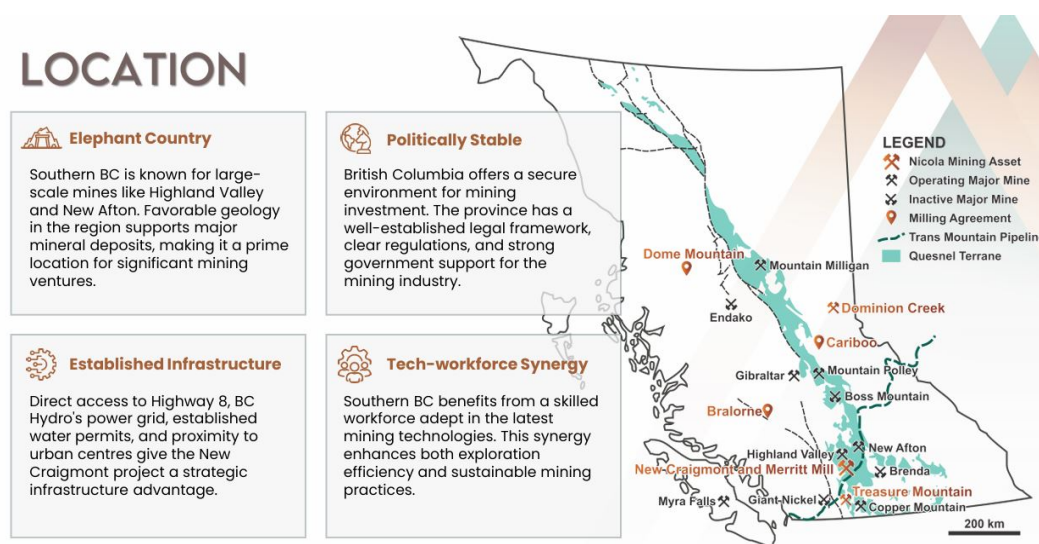 LOCATION
Elephant Country
Southern BC is known for large-
scale mines like Highland Valley
and New Afton. Favorable geology
in the region supports major
mineral deposits, making it a prime
location for significant mining
ventures.
Politically Stable
British Columbia offers a secure
environment for mining
investment. The province has a
well-established legal framework,
clear regulations, and strong
government support for the
mining industry.
Established Infrastructure
Direct access to Highway 8, BC
Hydro's power grid, established
water permits, and proximity to
urban centres give the New
Craigmont project a strategic
infrastructure advantage.
Tech-workforce Synergy
Southern BC benefits from a skilled
workforce adept in the latest
mining technologies. This synergy
enhances both exploration
efficiency and sustainable mining
practices.
LEGEND
Nicola Mining Asset
Operating Major Mine
Inactive Major Mine
Milling Agreement
Trans Mountain Pipelin
Quesnel Terrane
Dome Mountain
Mountain Milligan
Endako
Dominion Creek
Cariboo
Gibraltar
Mountain Polley
Boss Mountain
Bralorne
New Afton
Highland Valley
New Craigmont and Merritt Mill
Brenda
Treasure Mountain
Myra Falls
Giant Nickel
Copper Mountain
200 km